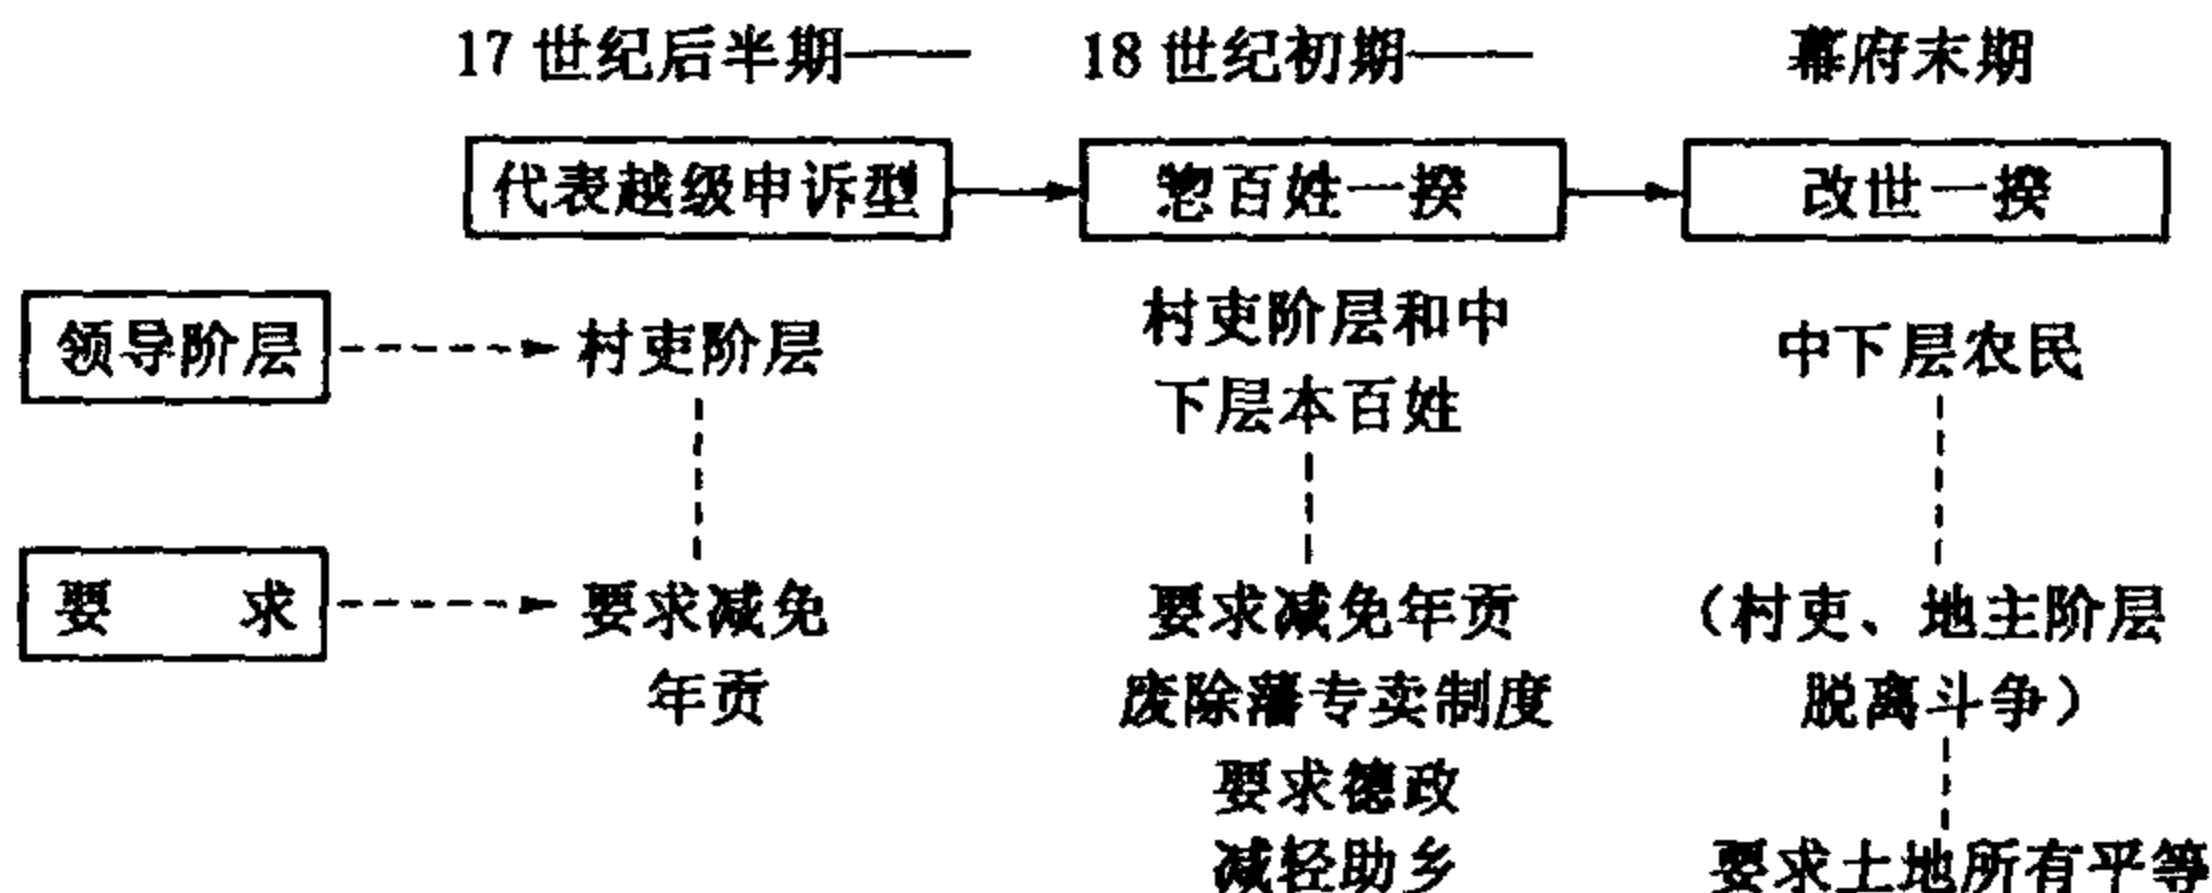 17世纪后半期—— 18世纪初期—— 幕府末期
代表越级申诉型 惣百姓一揆 改世一揆
领导阶层 村吏阶层 村吏阶层和中 中下层农民
下层本百姓
要 求 要求减免 要求减免年贡 (村吏、地主阶层
年贡 废除藩专卖制度 脱离斗争)
要求德政
减轻助乡 要求土地所有平等